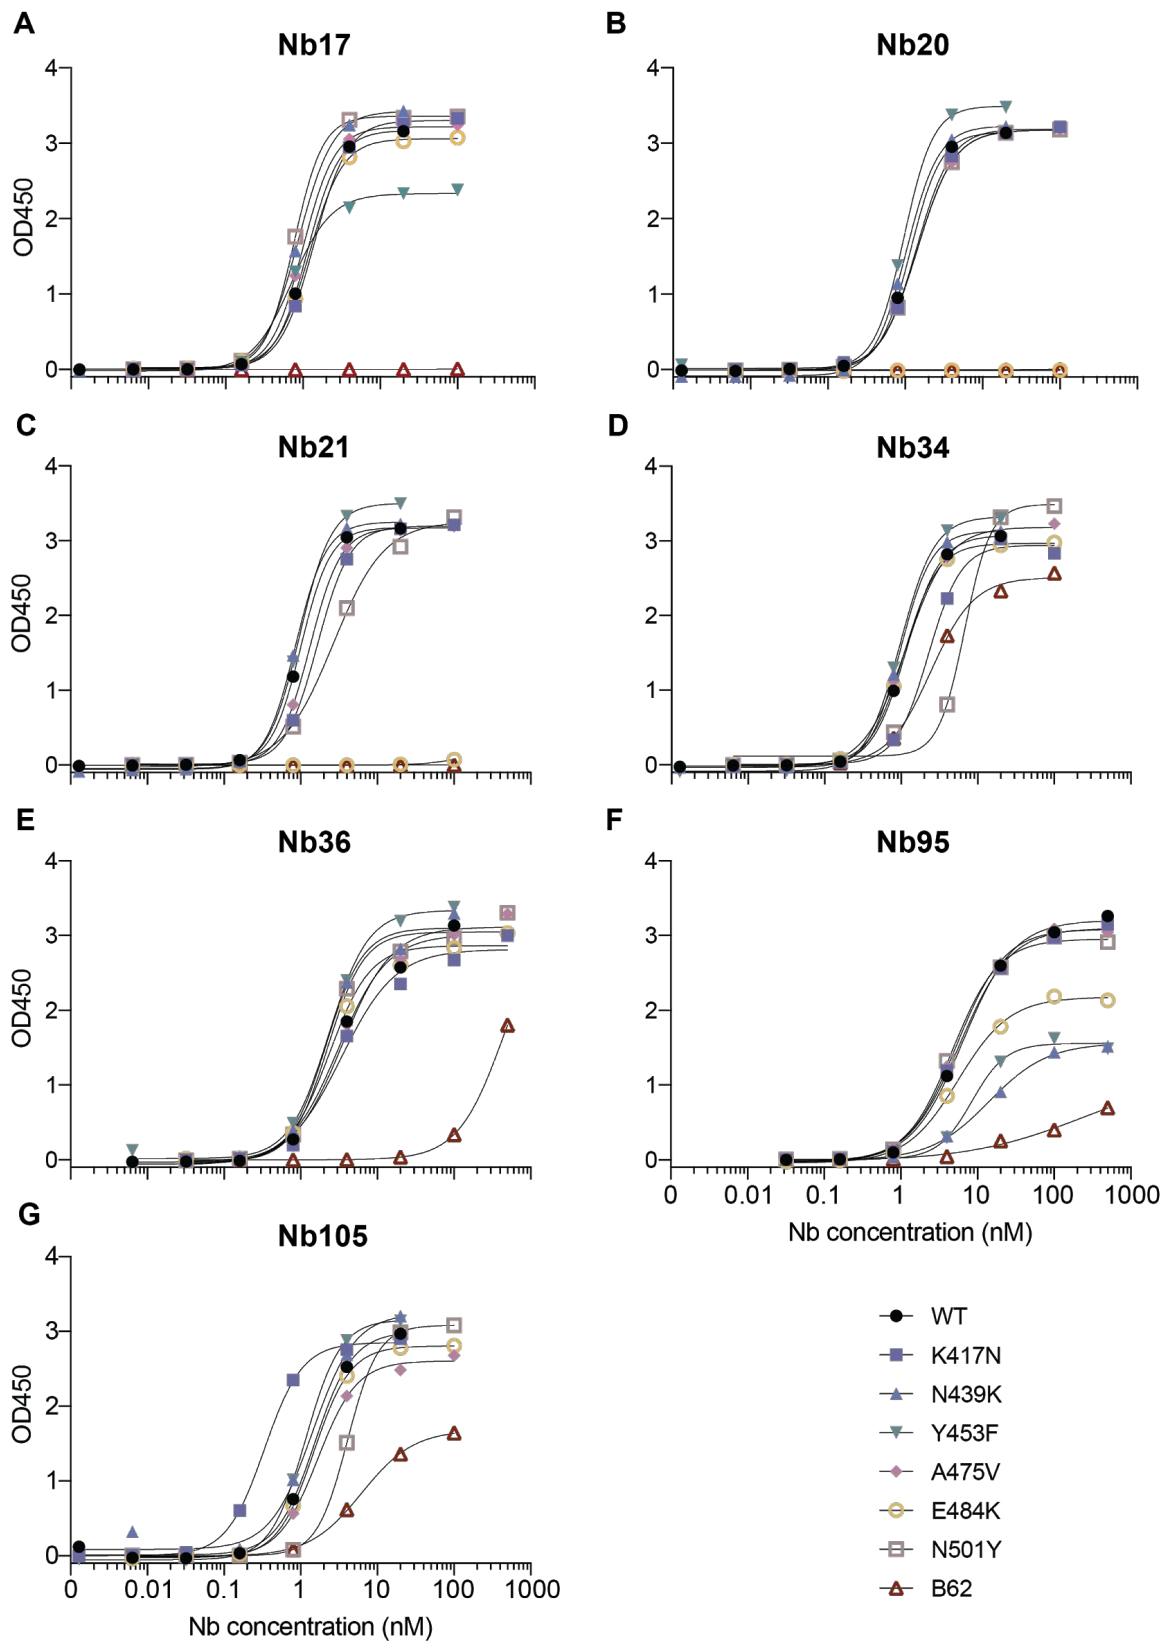 A
Nb17
4
3
2
1
0
OD450
B
Nb20
4
3
2
1
0
C
Nb21
4
3
2
1
0
OD450
D
Nb34
4
3
2
1
0
E
Nb36
4
3
2
1
0
OD450
F
Nb95
4
3
2
1
0
0 0.01 0.1 1 10 100 1000
Nb concentration (nM)
G
Nb105
4
3
2
1
0
OD450
0 0.01 0.1 1 10 100 1000
Nb concentration (nM)
WT
K417N
N439K
Y453F
A475V
E484K
N501Y
B62